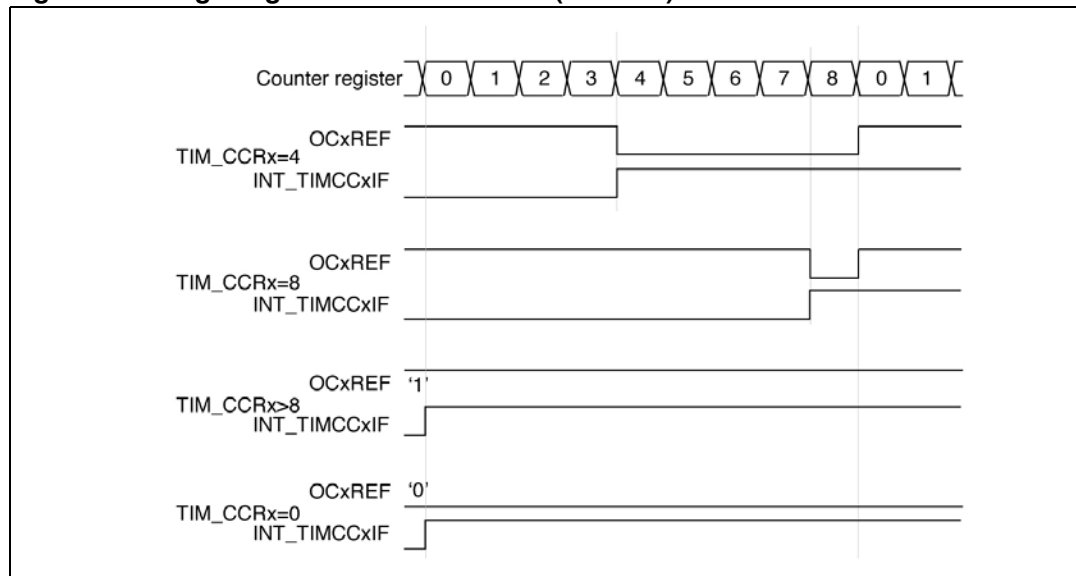 Counter register 0 1 2 3 4 5 6 7 8 0 1
OCxREF
TIM_CCRx=4
INT_TIMCCxIF
OCxREF
TIM_CCRx=8
INT_TIMCCxIF
OCxREF '1'
TIM_CCRx>8
INT_TIMCCxIF
OCxREF '0'
TIM_CCRx=0
INT_TIMCCxIF